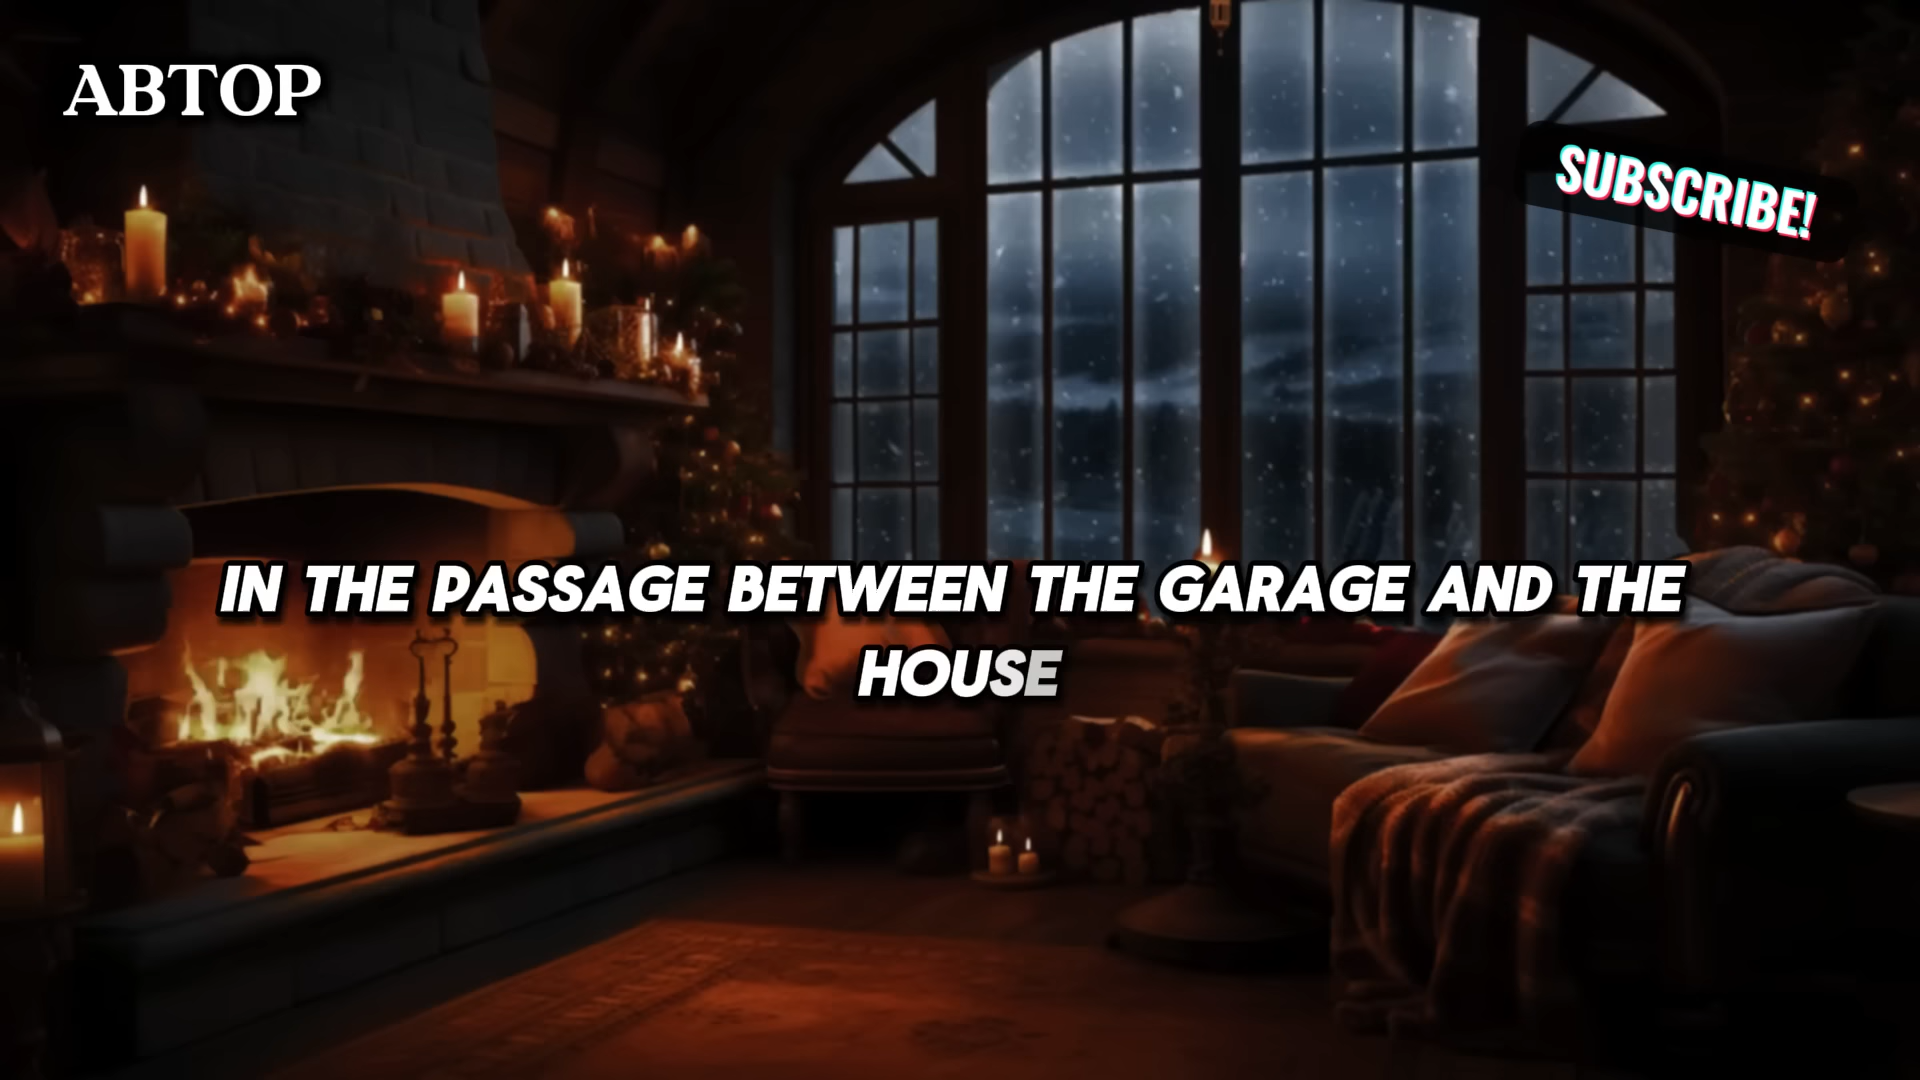 ABTOP
SUBSCRIBE!
IN THE PASSAGE BETWEEN THE GARAGE AND THE
HOUSE